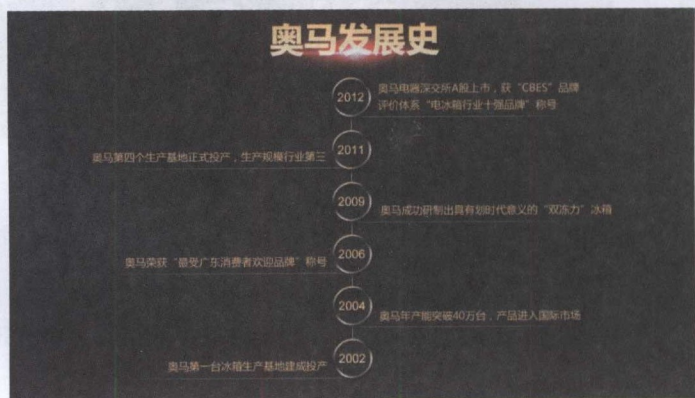 奥马发展史
2012
奥马电器深交所A股上市，获“CBES”品牌
评价体系“电冰箱行业十强品牌”称号
2011
奥马第四个生产基地正式投产，生产规模行业第三
2009
奥马成功研制出具有划时代意义的“双冻力”冰箱
2006
奥马荣获“最受广东消费者欢迎品牌”称号
2004
奥马年产能突破40万台，产品进入国际市场
2002
奥马第一台冰箱生产基地建成投产